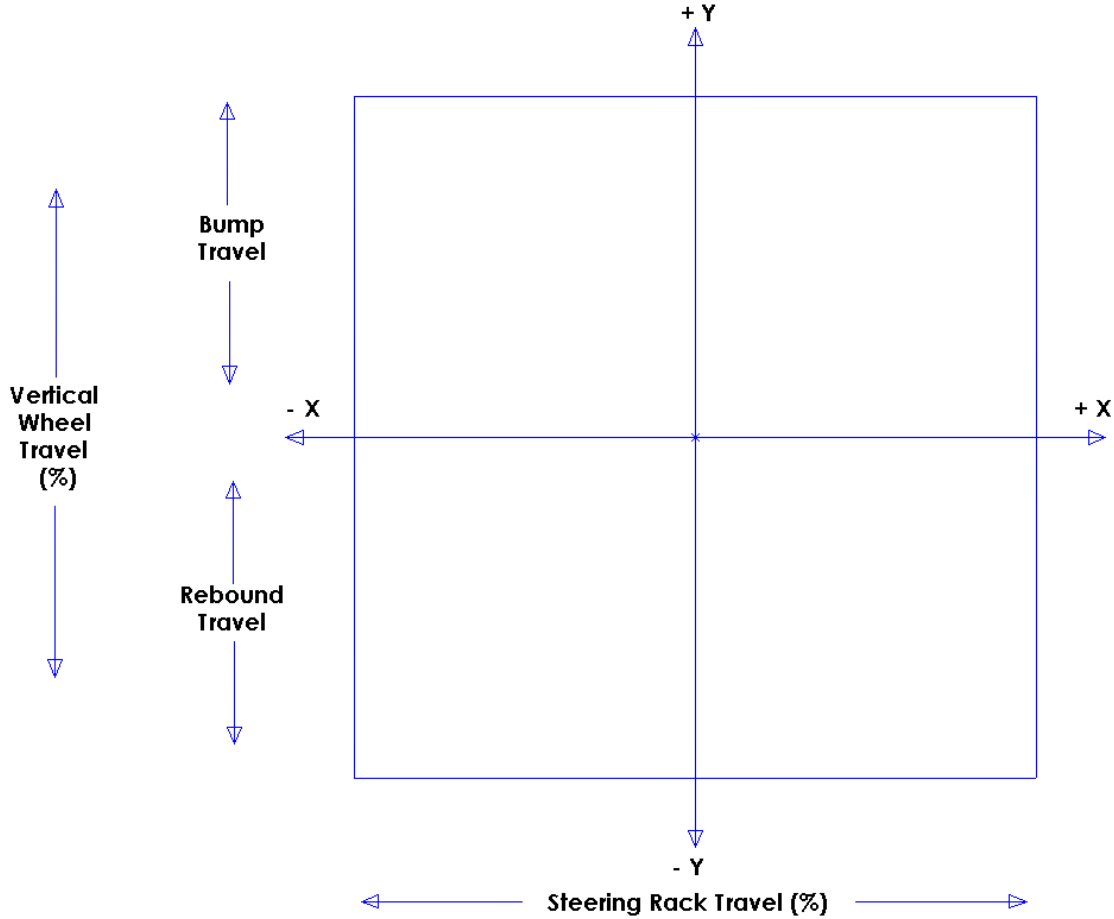 + Y
Bump
Travel
Vertical
Wheel
Travel
(%)
- X
+ X
Rebound
Travel
- Y
Steering Rack Travel (%)